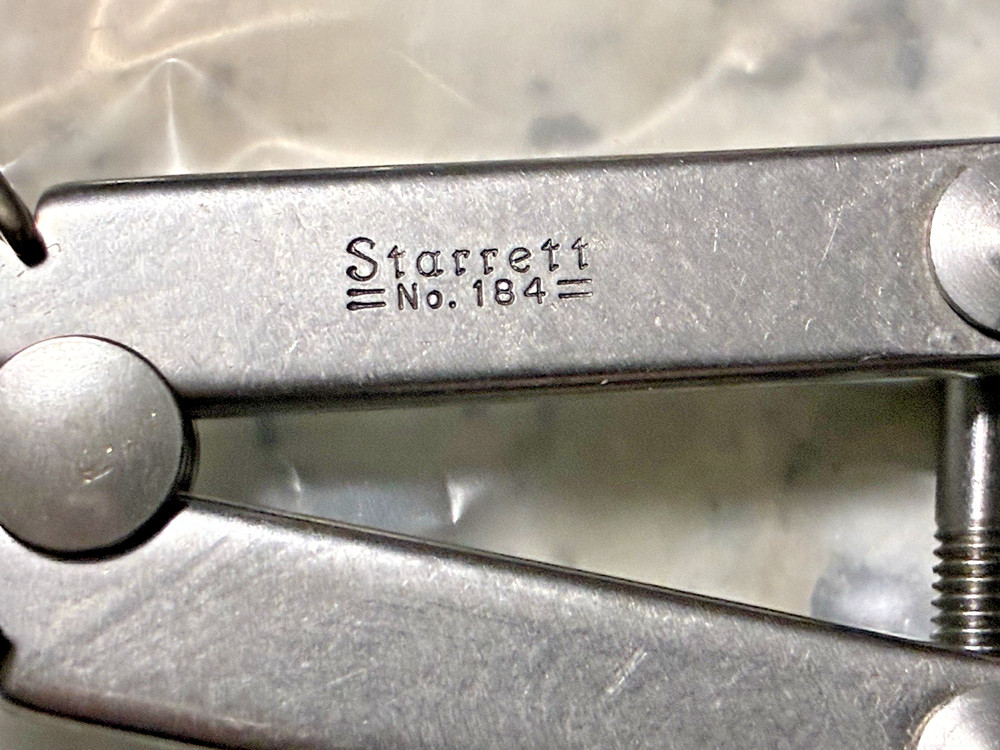 Starrett
=No. 184=